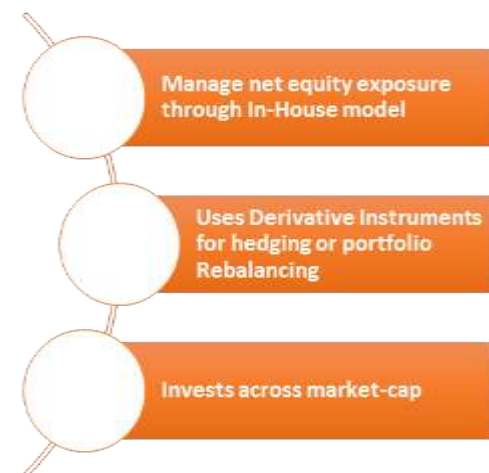 Manage net equity exposure
through In-House model
Uses Derivative Instruments
for hedging or portfolio
Rebalancing
Invests across market-cap